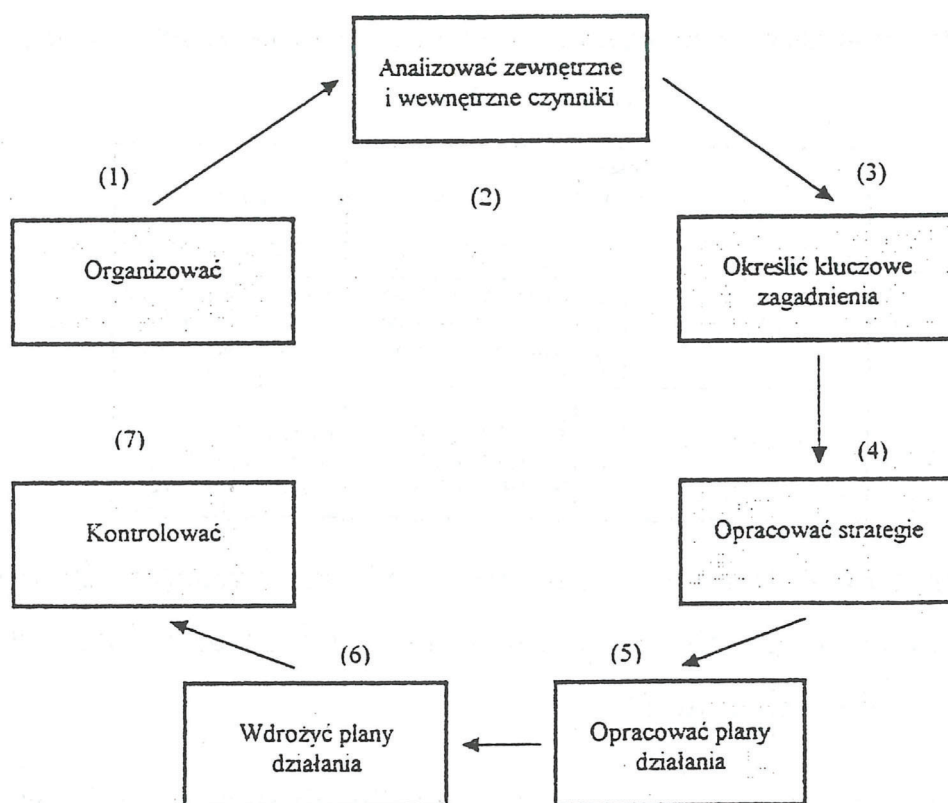 Analizować zewnętrzne
i wewnętrzne czynniki
(1)
(2)
(3)
Organizować
Określić kluczowe
zagadnienia
(7)
(4)
Kontrolować
Opracować strategie
(6)
(5)
Wdrożyć plany
działania
Opracować plany
działania